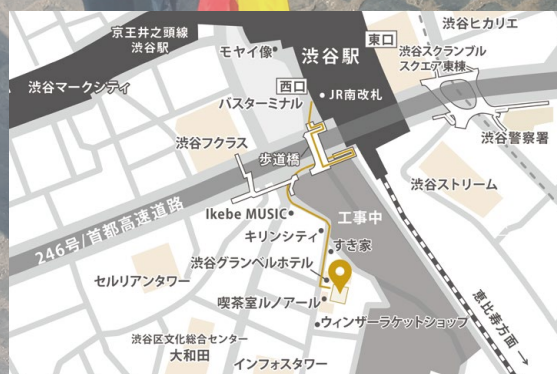 京王井之頭線
渋谷駅
モヤイ像
渋谷駅
東口
渋谷ヒカリエ
渋谷スクランブル
スクエア東棟
渋谷マークシティ
西口
JR南改札
バスターミナル
渋谷フクラス
渋谷警察署
歩道橋
渋谷ストリーム
246号/首都高速道路
Ikebe MUSIC
工事中
キリンシティ
すき家
渋谷グランベルホテル
セルリアンタワー
喫茶室ルノアール
恵比寿方面→
ウィンザーラケットショップ
渋谷区文化総合センター
大和田
インフォスタワー